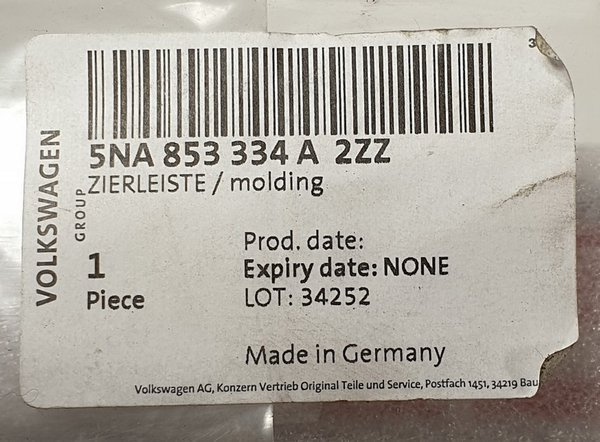 3
5NA 853 334 A 2ZZ
ZIERLEISTE / molding
VOLKSWAGEN
GROUP
1
Piece
Prod. date:
Expiry date: NONE
LOT: 34252
Made in Germany
Volkswagen AG, Konzern Vertrieb Original Teile und Service, Postfach 1451, 34219 Bau